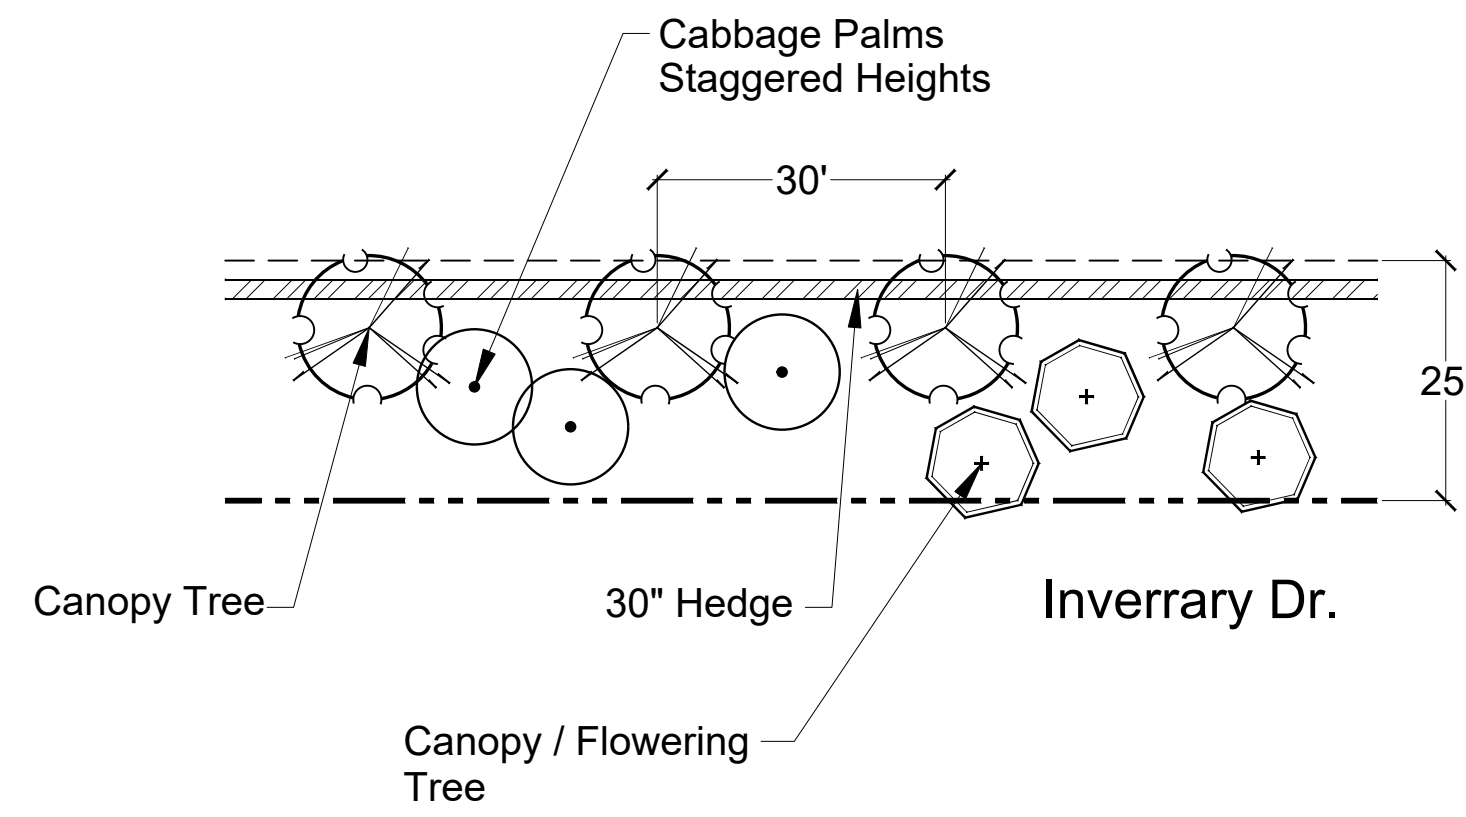 Cabbage Palms
Staggered Heights
30'
25
Canopy Tree
30" Hedge
Inverrary Dr.
Canopy / Flowering
Tree